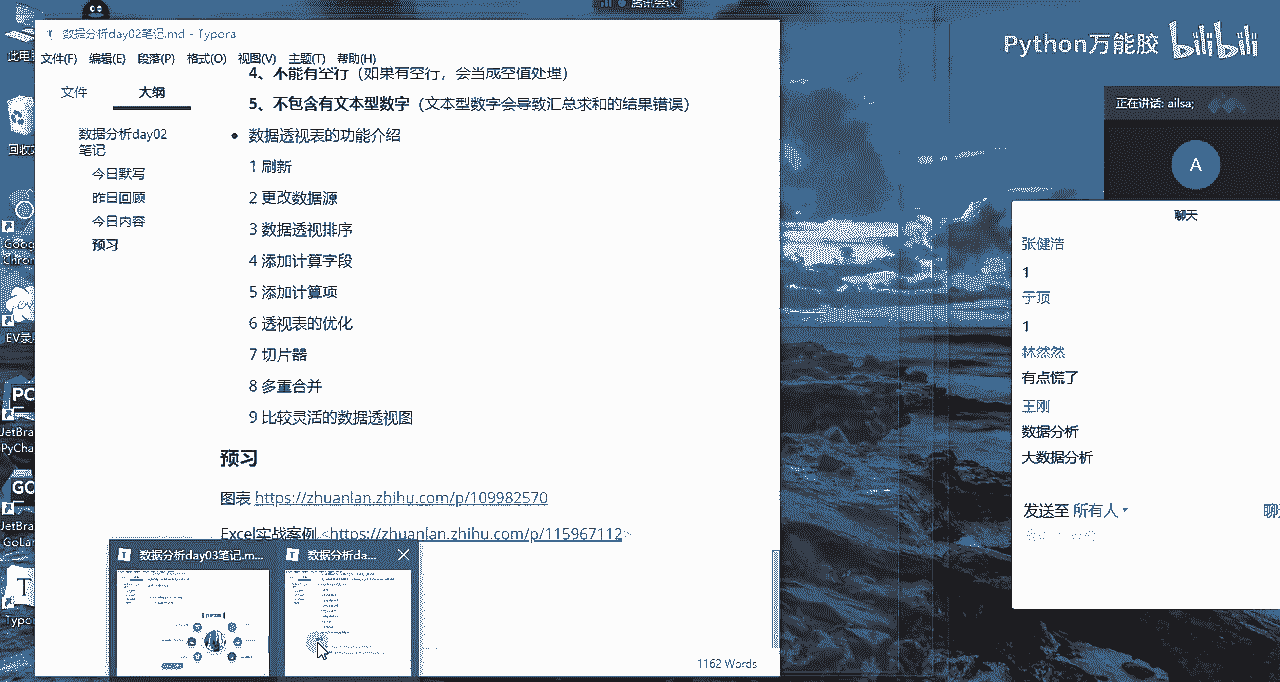 腾讯会议
数据分析day02笔记.md - Typora
文件(F) 编辑(E) 段落(P) 格式(O) 视图(V) 主题(T) 帮助(H)
文件 大纲
数据分析day02
笔记
今日默写
昨日回顾
今日内容
预习
4、不能有空行（如果有空行，会当成空值处理）
5、不包含有文本型数字（文本型数字会导致汇总求和的结果错误）
数据透视表的功能介绍
1 刷新
2 更改数据源
3 数据透视排序
4 添加计算字段
5 添加计算项
6 透视表的优化
7 切片器
8 多重合并
9 比较灵活的数据透视图
预习
图表 https://zhuanlan.zhihu.com/p/109982570
Excel实战案例 <https://zhuanlan.zhihu.com/p/115967112>
数据分析day03笔记.m...
数据分析da...
1162 Words
Python万能胶 bilibili
正在讲话: ailsa;
A
聊天
张健浩
1
于顶
1
林然然
有点慌了
王刚
数据分析
大数据分析
发送至 所有人
此电
回收
Goo
Chro
EV录
PC
JetBra
PyCha
GO
JetBra
GoLan
T
Typo